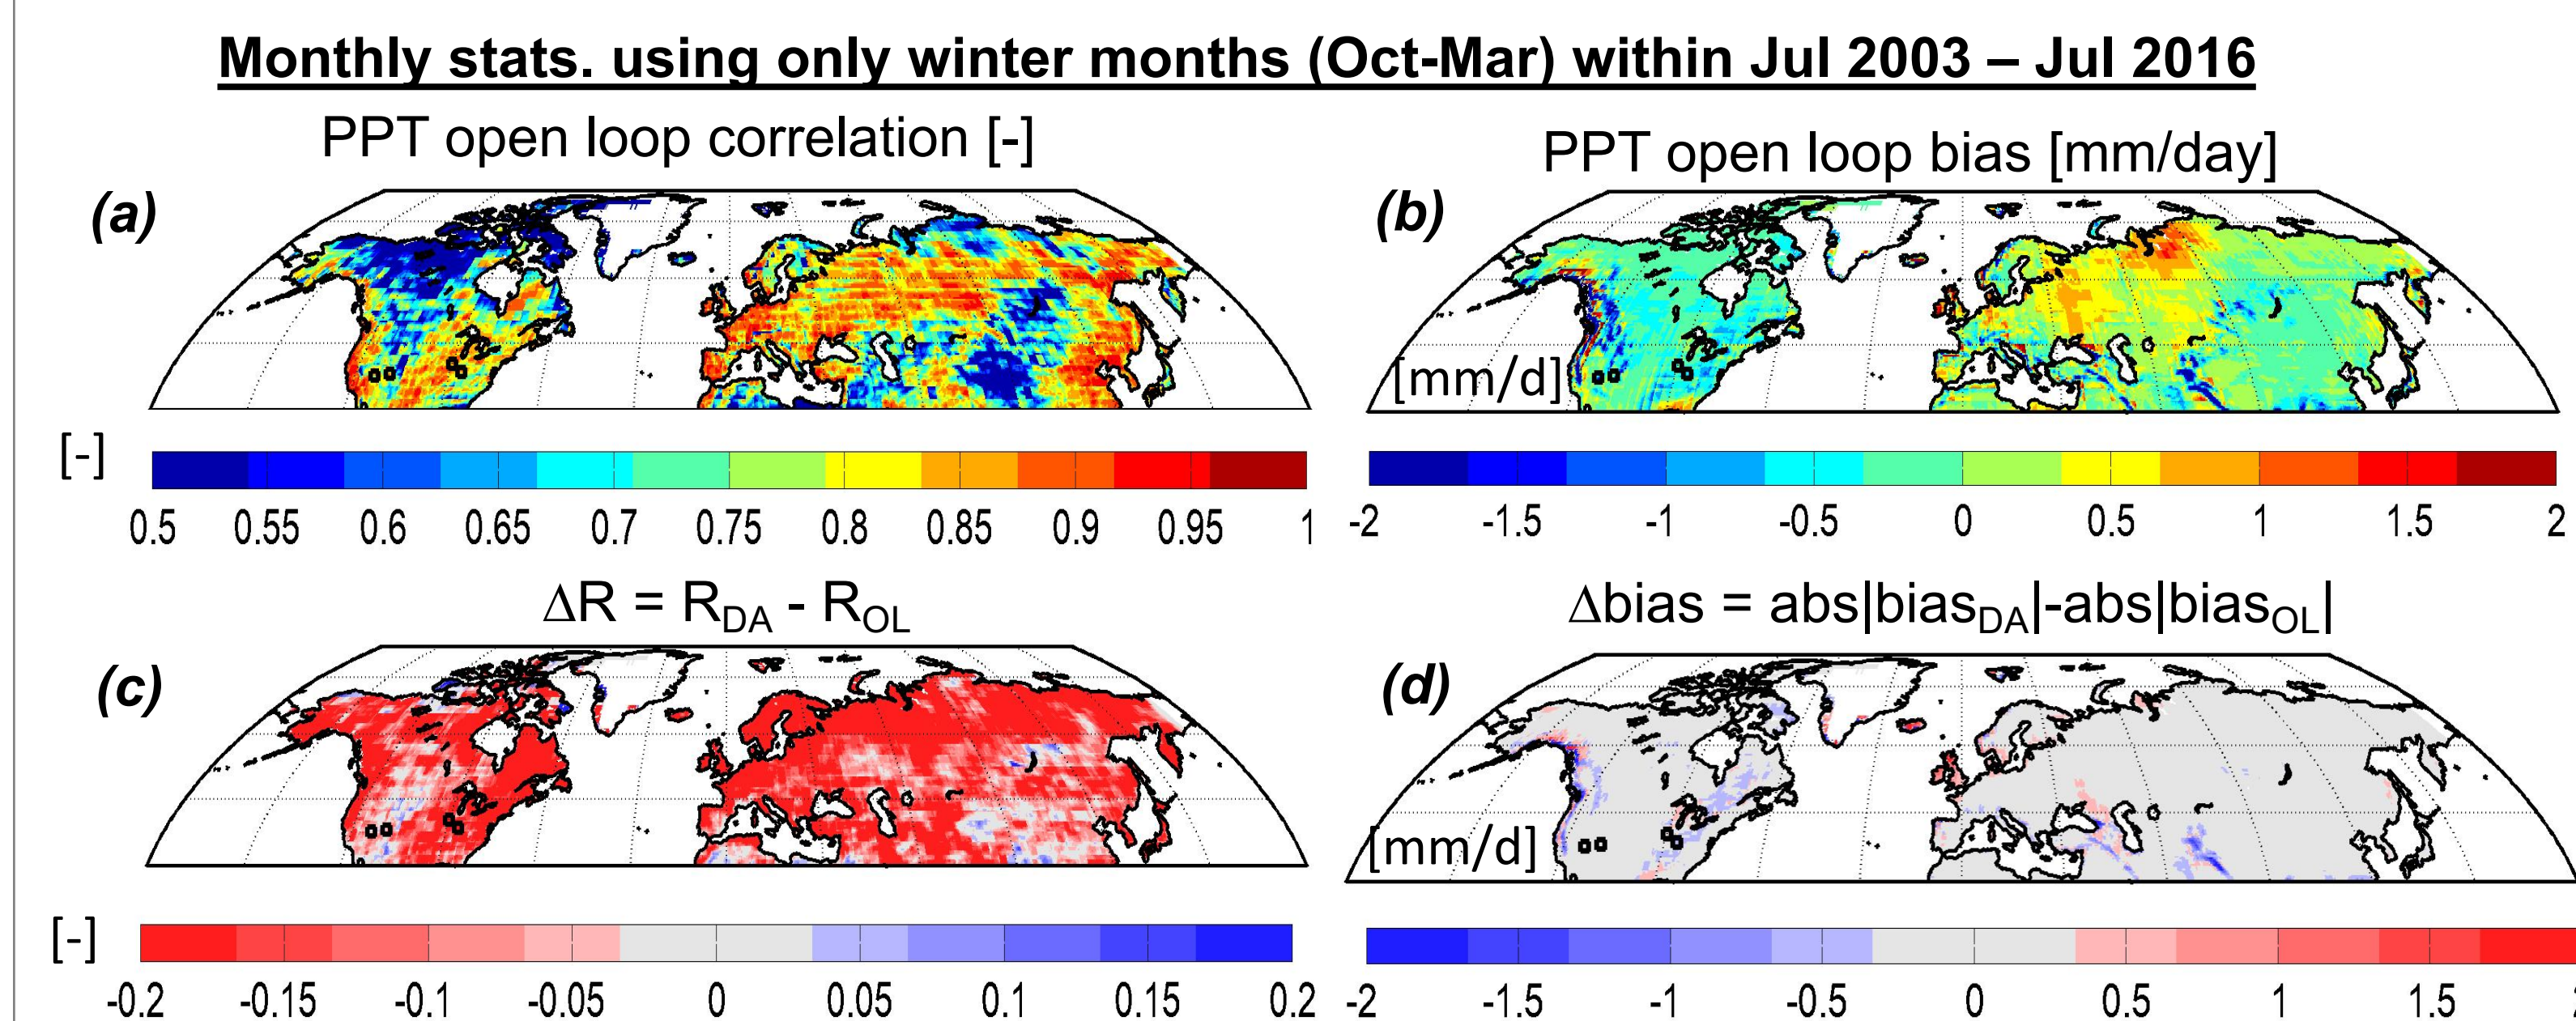 Monthly stats. using only winter months (Oct-Mar) within Jul 2003 – Jul 2016
PPT open loop correlation [-]
PPT open loop bias [mm/day]
(a)
(b)
[mm/d]
[-]
0.5 0.55 0.6 0.65 0.7 0.75 0.8 0.85 0.9 0.95 1
-2 -1.5 -1 -0.5 0 0.5 1 1.5 2
ΔR = R_DA - R_OL
Δbias = abs|bias_DA|-abs|bias_OL|
(c)
(d)
[mm/d]
[-]
-0.2 -0.15 -0.1 -0.05 0 0.05 0.1 0.15 0.2
-2 -1.5 -1 -0.5 0 0.5 1 1.5